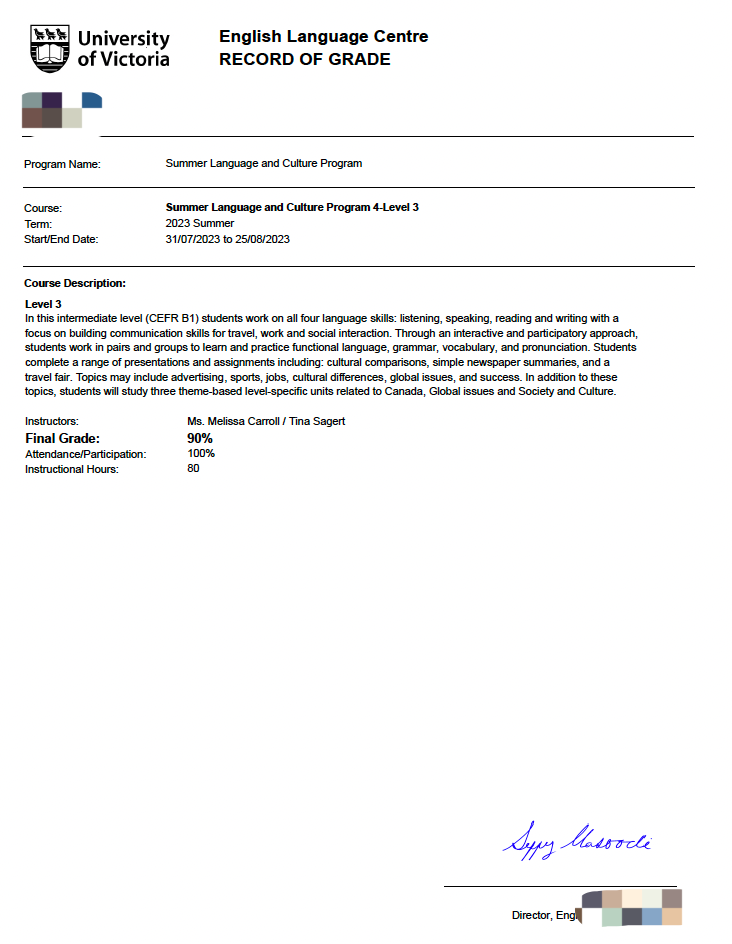 University
of Victoria
English Language Centre
RECORD OF GRADE
Program Name: Summer Language and Culture Program
Course: Summer Language and Culture Program 4-Level 3
Term: 2023 Summer
Start/End Date: 31/07/2023 to 25/08/2023
Course Description:
Level 3
In this intermediate level (CEFR B1) students work on all four language skills: listening, speaking, reading and writing with a
focus on building communication skills for travel, work and social interaction. Through an interactive and participatory approach,
students work in pairs and groups to learn and practice functional language, grammar, vocabulary, and pronunciation. Students
complete a range of presentations and assignments including: cultural comparisons, simple newspaper summaries, and a
travel fair. Topics may include advertising, sports, jobs, cultural differences, global issues, and success. In addition to these
topics, students will study three theme-based level-specific units related to Canada, Global issues and Society and Culture.
Instructors: Ms. Melissa Carroll / Tina Sagert
Final Grade: 90%
Attendance/Participation: 100%
Instructional Hours: 80
Director,